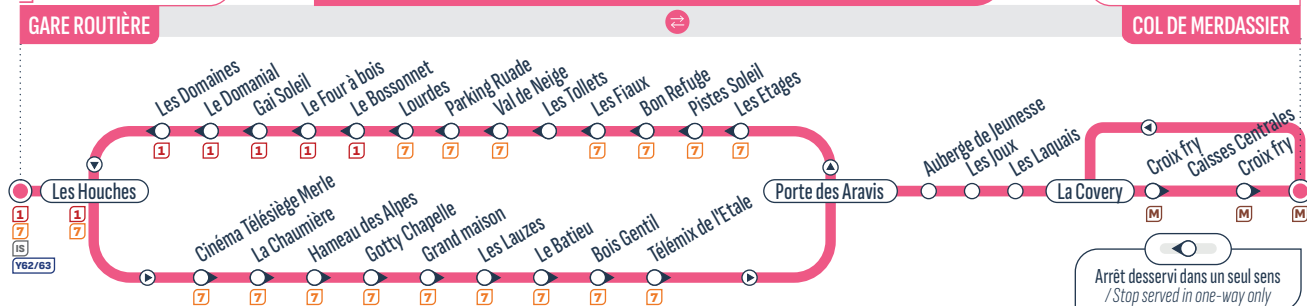 GARE ROUTIÈRE
COL DE MERDASSIER
Les Domaines
Le Domanial
Gai Soleil
Le Four à bois
Le Bossonnet
Lourdes
Parking Ruade
Val de Neige
Les Tollets
Les Fiaux
Bon Refuge
Pistes Soleil
Les Etages
1
1
1
1
1
7
7
7
7
7
7
7
Auberge de Jeunesse
Les Joux
Les Laquais
Croix fry
Caisses Centrales
Croix fry
Les Houches
Porte des Aravis
La Covery
1
7
IS
Y62/63
1
7
M
M
M
Cinéma Télésiège Merle
La Chaumière
Hameau des Alpes
Gotty Chapelle
Grand maison
Les Lauzes
Le Batieu
Bois Gentil
Télémix de l'Etale
7
7
7
7
7
7
7
7
7
Arrêt desservi dans un seul sens
/ Stop served in one-way only